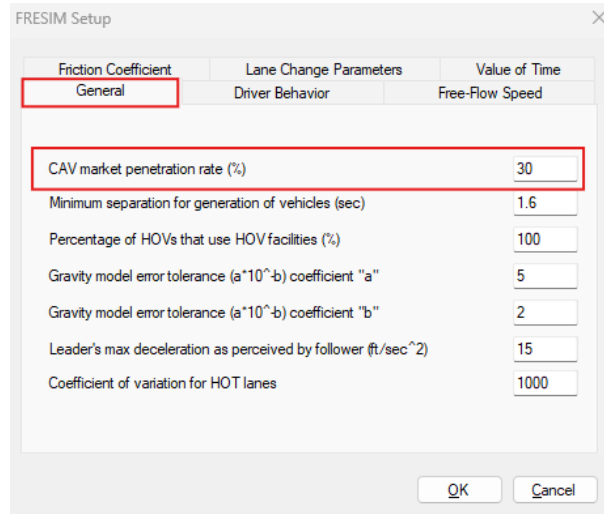 FRESIM Setup
Friction Coefficient Lane Change Parameters Value of Time
General Driver Behavior Free-Flow Speed
CAV market penetration rate (%) 30
Minimum separation for generation of vehicles (sec) 1.6
Percentage of HOVs that use HOV facilities (%) 100
Gravity model error tolerance (a*10^-b) coefficient "a" 5
Gravity model error tolerance (a*10^-b) coefficient "b" 2
Leader's max deceleration as perceived by follower (ft/sec^2) 15
Coefficient of variation for HOT lanes 1000
OK Cancel